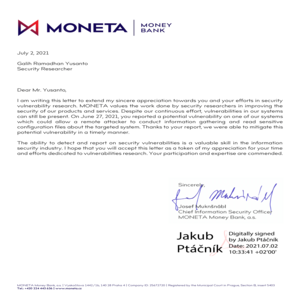 MONETA
MONEY
BANK
July 2, 2021
Galih Ramadhan Yusanto
Security Researcher
Dear Mr. Yusanto,
I am writing this letter to extend my sincere appreciation towards you and your efforts in security
vulnerability research. MONETA values the work done by security researchers in improving the
security of our products and services. Despite our continuous effort, vulnerabilities in our systems
can still be present. On June 27, 2021, you reported a potential vulnerability on one of its systems
which could allow a remote attacker to conduct information gathering and read sensitive
configuration files about the targeted system. Thanks to your report, we were able to mitigate this
potential vulnerability in a timely manner.
The ability to detect and report on security vulnerabilities is a valuable skill in the information
security industry. I hope that you will accept this letter as a token of my appreciation for your time
and efforts dedicated to vulnerabilities research. Your participation and expertise are commended.
Sincerely,
Josef
Chief Information Security Officer
MONETA Money Bank, a.s.
Jakub
Ptáčník
Digitally signed
by Jakub Ptáčník
Date: 2021.07.02
10:33:41 +02'00'
MONETA Money Bank, a.s.
www.moneta.cz